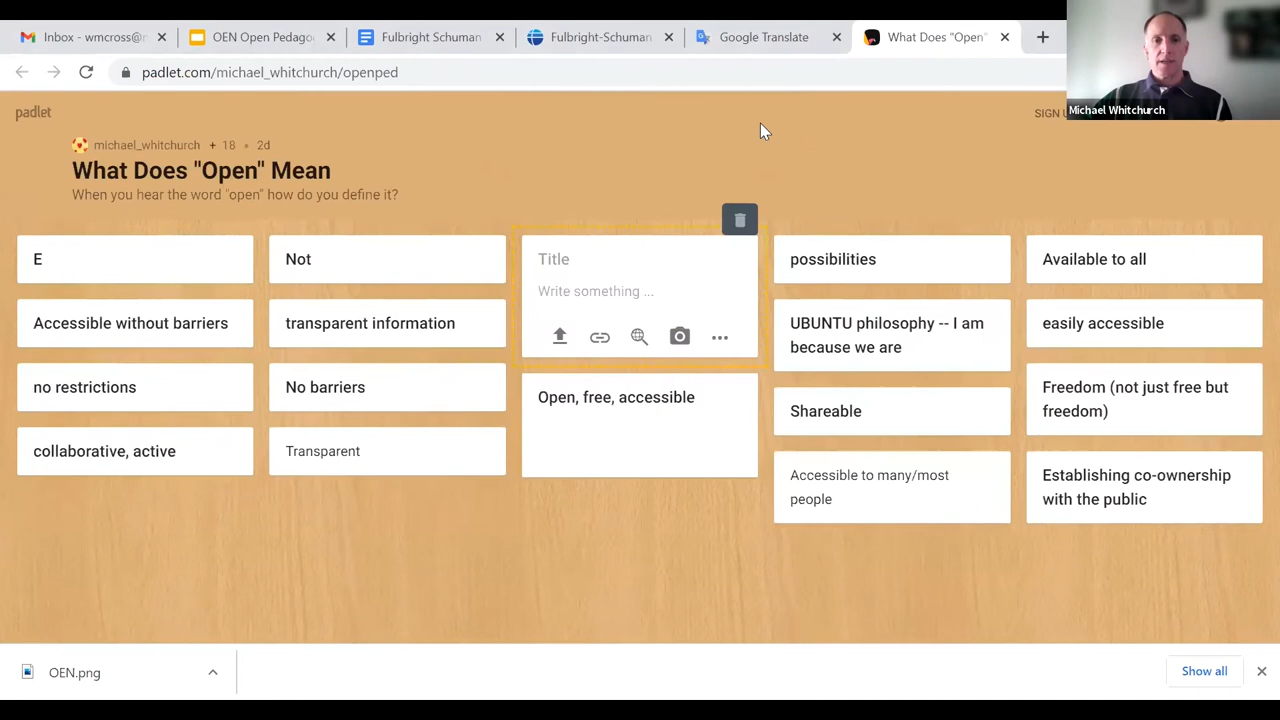 Inbox - wmcross@n
OEN Open Pedago
Fulbright Schuman
Fulbright-Schuman
Google Translate
What Does "Open"
padlet.com/michael_whitchurch/openped
Michael Whitchurch
padlet
SIGN U
michael_whitchurch + 18 • 2d
What Does "Open" Mean
When you hear the word "open" how do you define it?
E
Accessible without barriers
no restrictions
collaborative, active
Not
transparent information
No barriers
Transparent
Title
Write something ...
Open, free, accessible
possibilities
UBUNTU philosophy -- I am
because we are
Shareable
Accessible to many/most
people
Available to all
easily accessible
Freedom (not just free but
freedom)
Establishing co-ownership
with the public
OEN.png
Show all